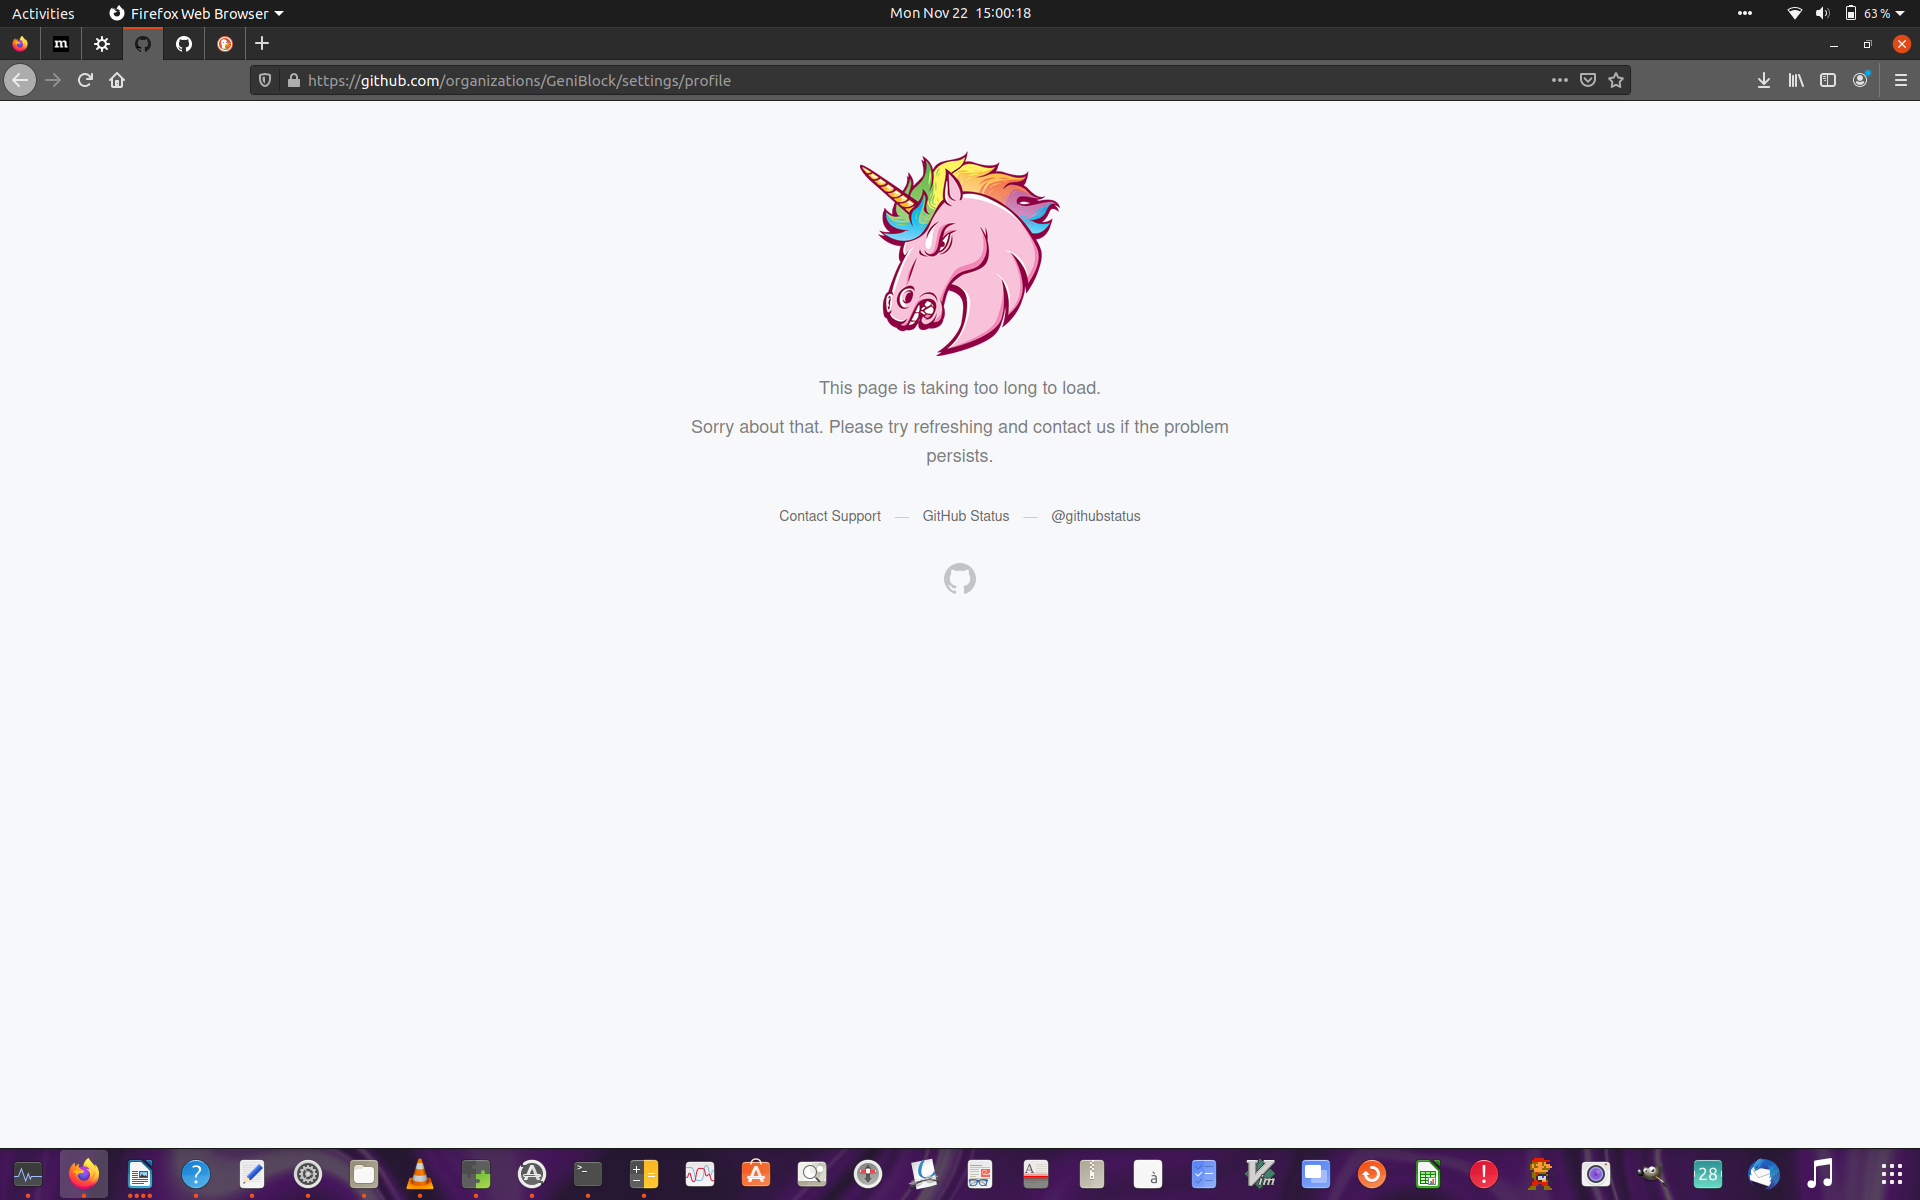 Activities
Firefox Web Browser
Mon Nov 22 15:00:18
63 %
m
https://github.com/organizations/GeniBlock/settings/profile
This page is taking too long to load.
Sorry about that. Please try refreshing and contact us if the problem
persists.
Contact Support — GitHub Status — @githubstatus
?
>_
A
à
Vim
!
28